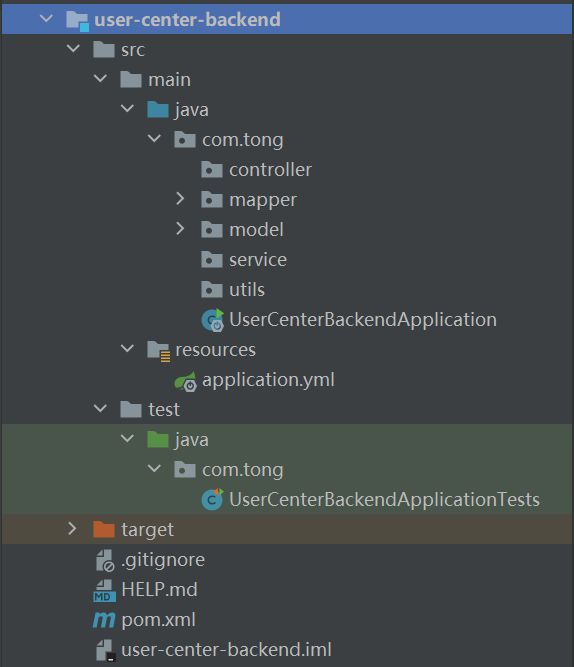 user-center-backend
src
main
java
com.tong
controller
mapper
model
service
utils
UserCenterBackendApplication
resources
application.yml
test
java
com.tong
UserCenterBackendApplicationTests
target
.gitignore
MD HELP.md
m pom.xml
user-center-backend.iml